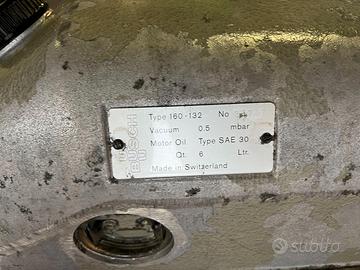 BUSCH
Type 160-132 No
Vacuum 0.5 mbar
Motor Oil Type SAE 30
Qt. 6 Ltr.
Made in Switzerland
subito